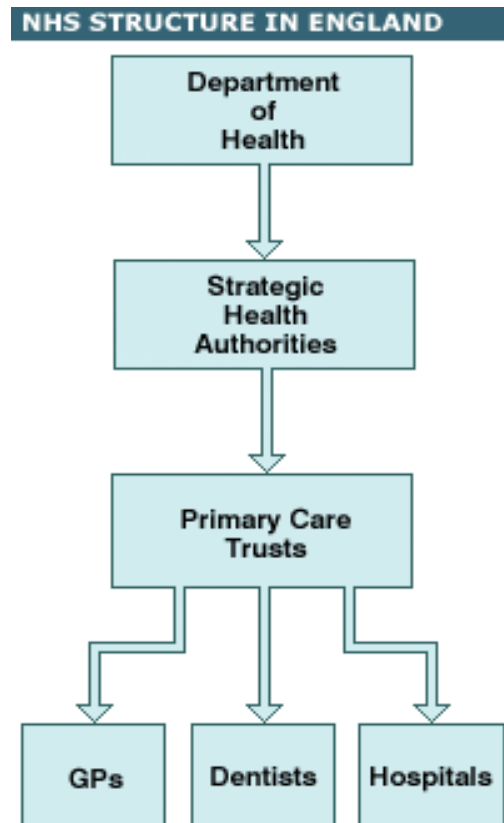 NHS STRUCTURE IN ENGLAND
Department
of
Health
Strategic
Health
Authorities
Primary Care
Trusts
GPs
Dentists
Hospitals